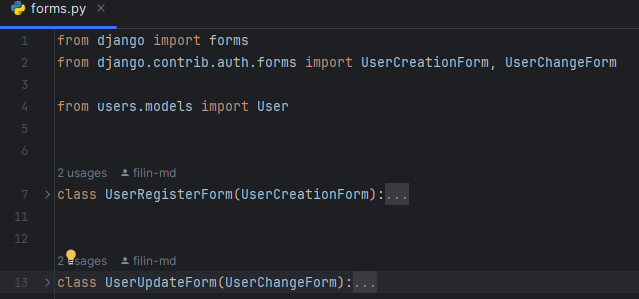 forms.py
1 from django import forms
2 from django.contrib.auth.forms import UserCreationForm, UserChangeForm
3
4 from users.models import User
5
6
2 usages filin-md
7 class UserRegisterForm(UserCreationForm):...
11
12
2 usages filin-md
13 class UserUpdateForm(UserChangeForm):...